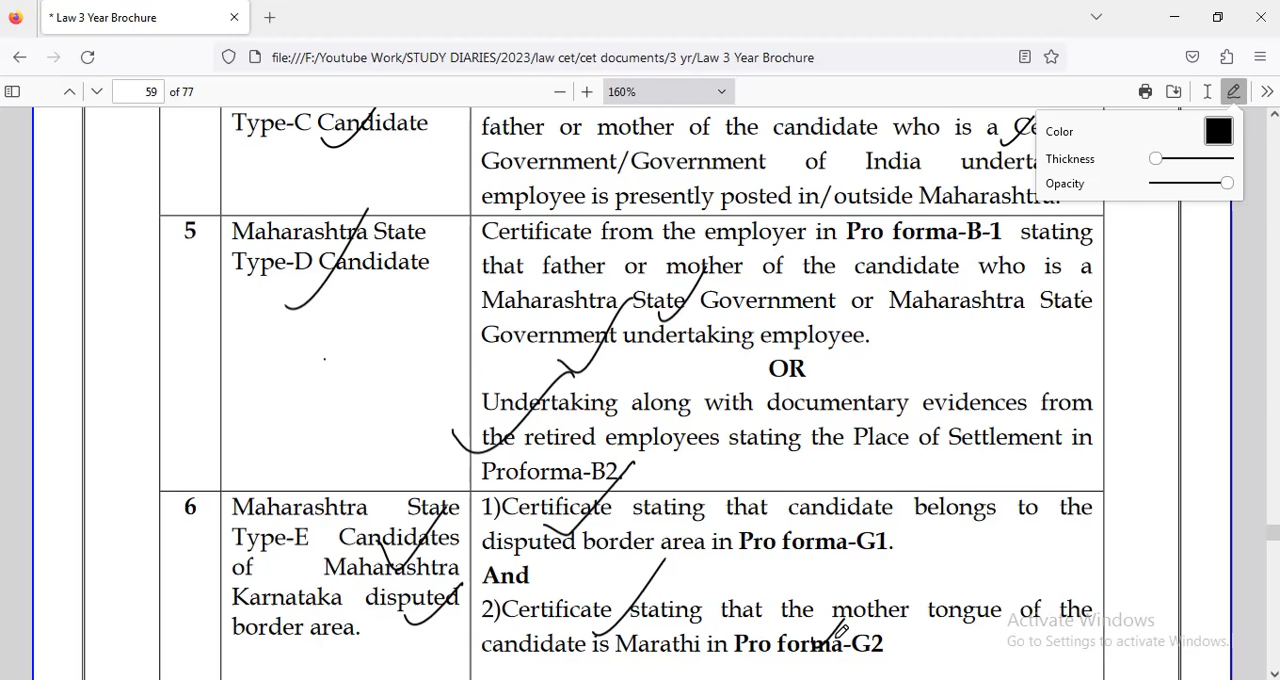 * Law 3 Year Brochure
file:///F:/Youtube Work/STUDY DIARIES/2023/law cet/cet documents/3 yr/Law 3 Year Brochure
59 of 77
160%
Color
Thickness
Opacity
Type-C Candidate
father or mother of the candidate who is a
Government/Government of India
employee is presently posted in/outside Maharashtra.
5
Maharashtra State
Type-D Candidate
Certificate from the employer in Pro forma-B-1 stating
that father or mother of the candidate who is a
Maharashtra State Government or Maharashtra State
Government undertaking employee.
OR
Undertaking along with documentary evidences from
the retired employees stating the Place of Settlement in
Proforma-B2.
6
Maharashtra State
Type-E Candidates
of Maharashtra
Karnataka disputed
border area.
1)Certificate stating that candidate belongs to the
disputed border area in Pro forma-G1.
And
2)Certificate stating that the mother tongue of the
candidate is Marathi in Pro forma-G2
Activate Windows
Go to Settings to activate Windows.